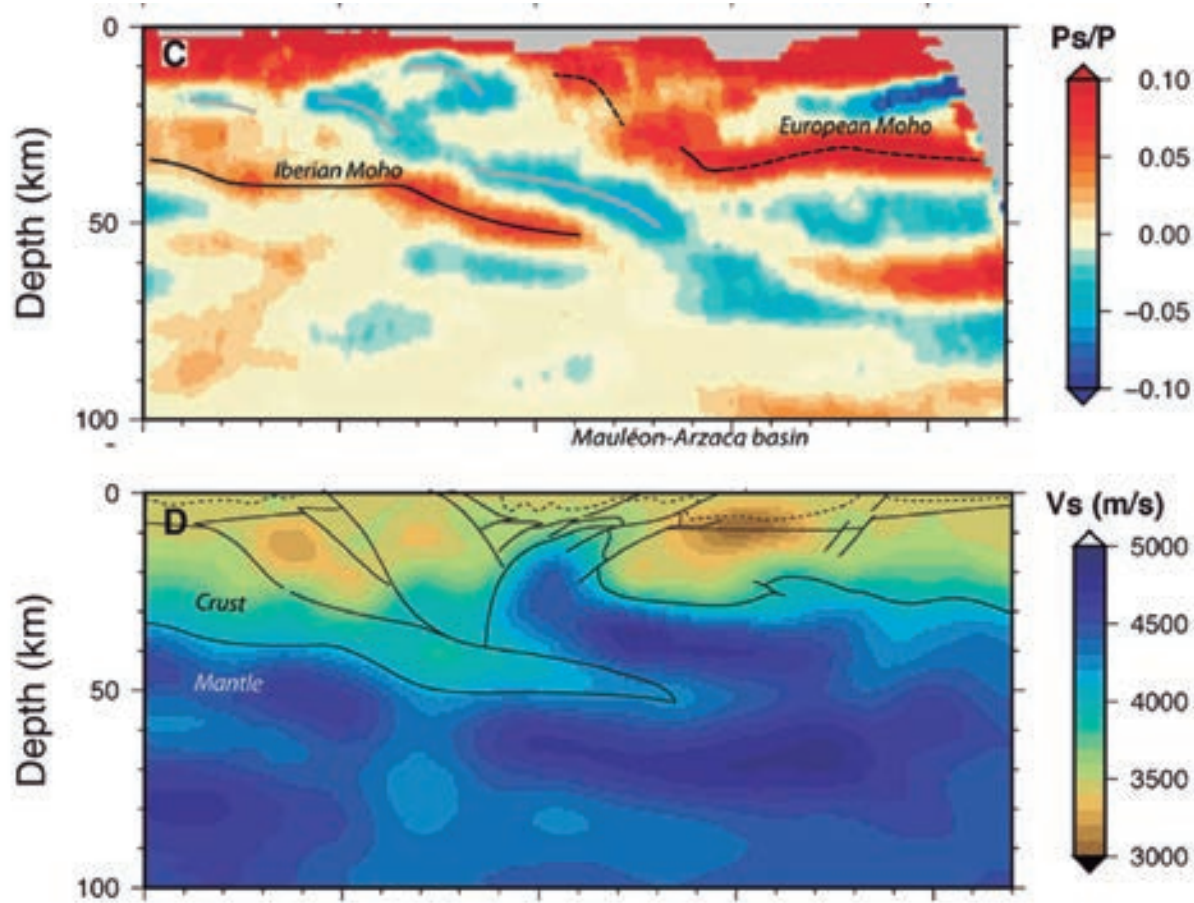 C
Ps/P
0
0.10
European Moho
0.05
Iberian Moho
Depth (km)
50
0.00
-0.05
-0.10
100
Mauléon-Arzacq basin
D
Vs (m/s)
0
5000
4500
Crust
Depth (km)
Mantle
50
4000
3500
3000
100